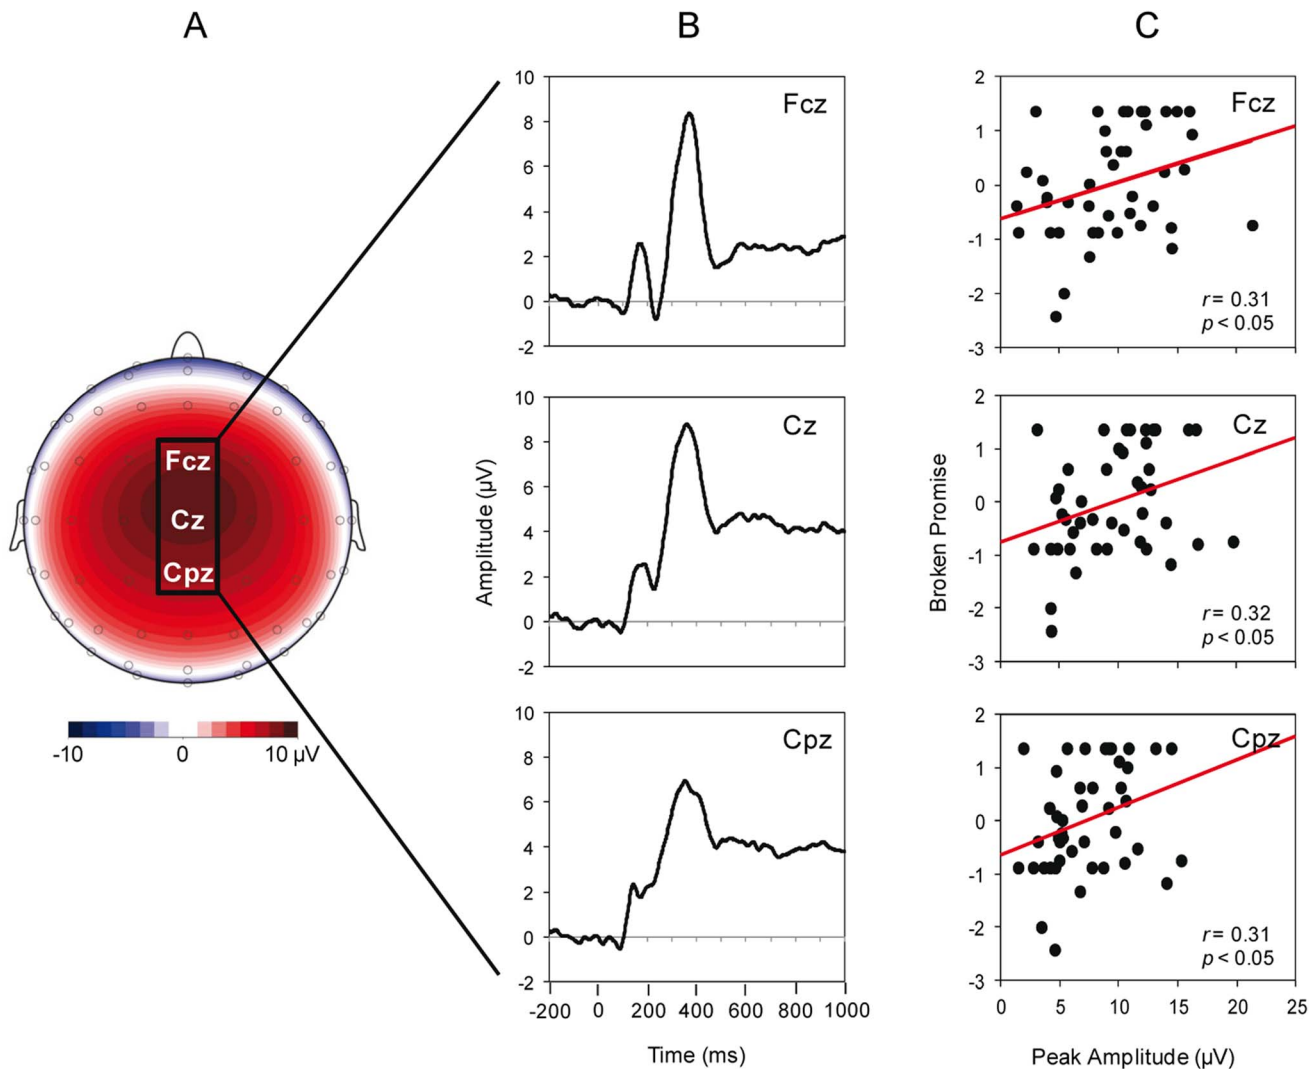 A
B
C
Fcz
Cz
Cpz
-10
0
10 µV
10
8
6
4
2
0
-2
Fcz
10
8
6
4
2
0
-2
Cz
Amplitude (µV)
10
8
6
4
2
0
-2
Cpz
-200
0
200
400
600
800
1000
Time (ms)
2
1
0
-1
-2
-3
Fcz
r = 0.31
p < 0.05
2
1
0
-1
-2
-3
Cz
r = 0.32
p < 0.05
Broken Promise
2
1
0
-1
-2
-3
Cpz
r = 0.31
p < 0.05
0
5
10
15
20
25
Peak Amplitude (µV)